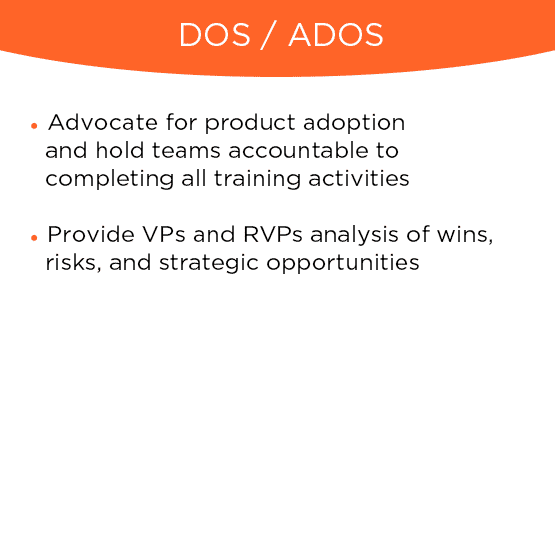 DOS / ADOS
• Advocate for product adoption
and hold teams accountable to
completing all training activities
• Provide VPs and RVPs analysis of wins,
risks, and strategic opportunities